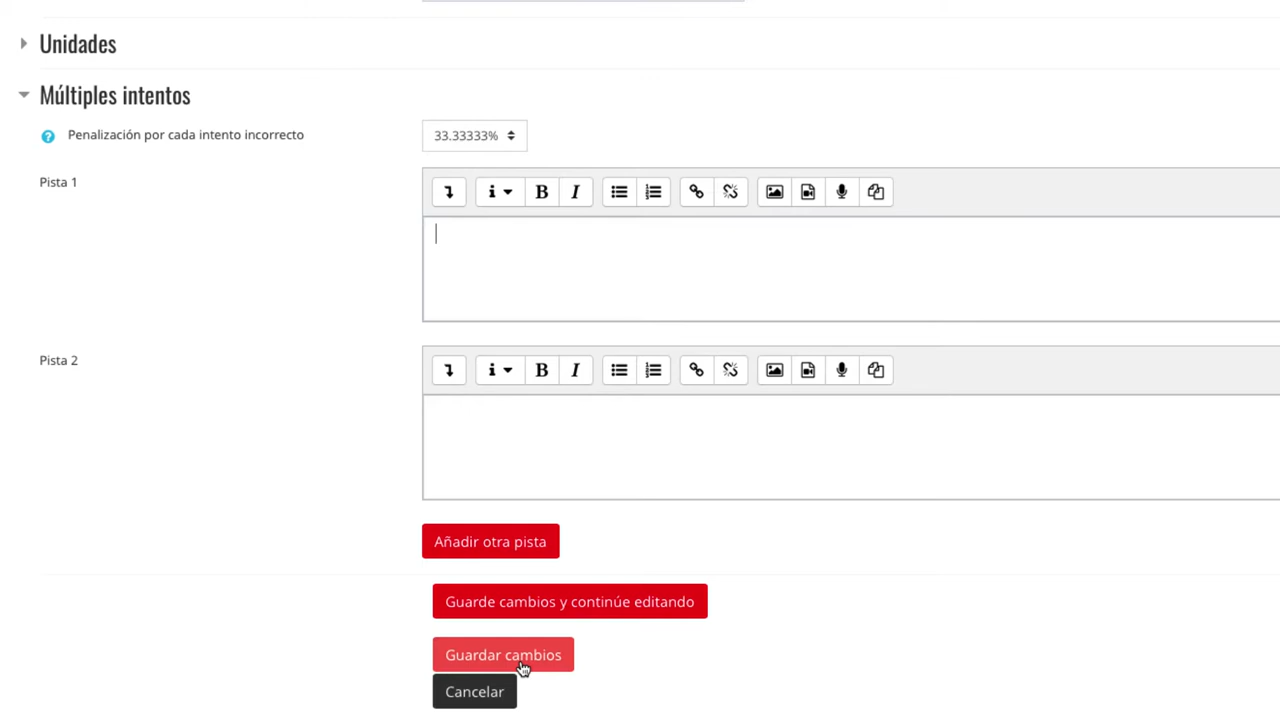 Unidades
Múltiples intentos
Penalización por cada intento incorrecto
33.33333%
Pista 1
i B I
Pista 2
i B I
Añadir otra pista
Guarde cambios y continúe editando
Guardar cambios
Cancelar